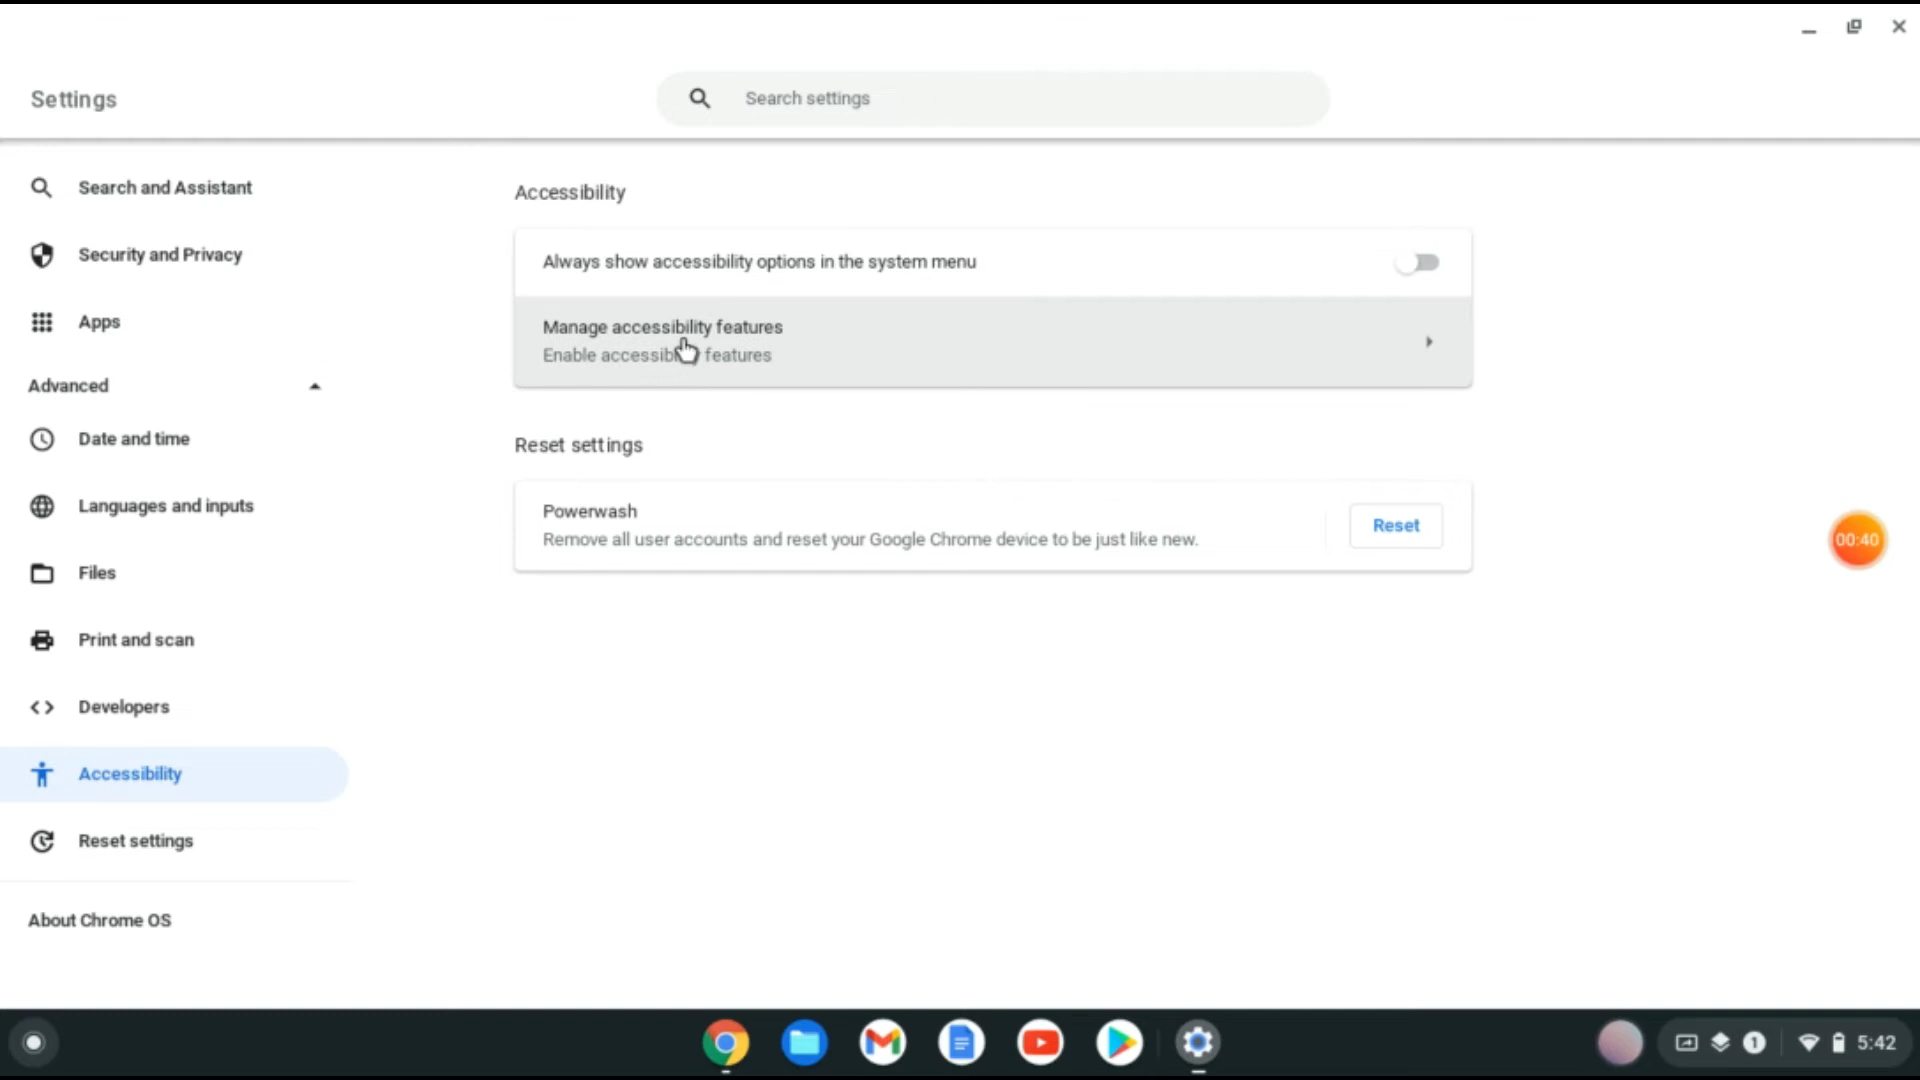 Settings
Search settings
Search and Assistant
Security and Privacy
Apps
Advanced
Date and time
Languages and inputs
Files
Print and scan
Developers
Accessibility
Reset settings
About Chrome OS
Accessibility
Always show accessibility options in the system menu
Manage accessibility features
Enable accessibility features
Reset settings
Powerwash
Remove all user accounts and reset your Google Chrome device to be just like new.
Reset
00:40
1
5:42